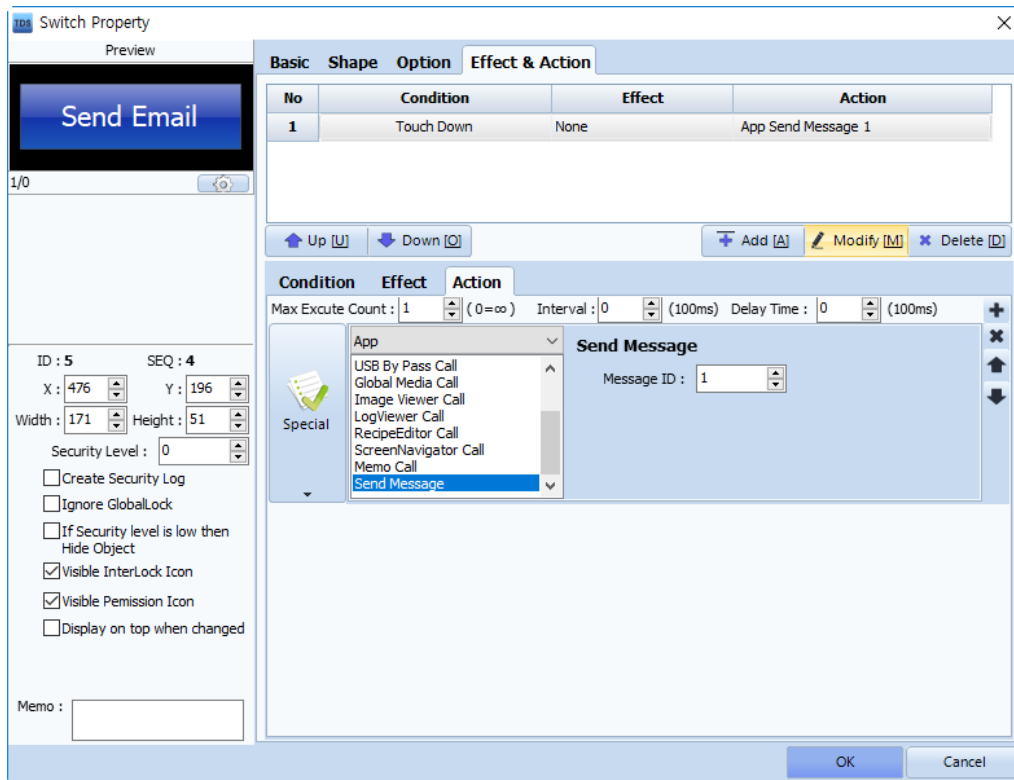 TDS Switch Property
Preview
Send Email
1/0
ID : 5 SEQ : 4
X : 476 Y : 196
Width : 171 Height : 51
Security Level : 0
Create Security Log
Ignore GlobalLock
If Security level is low then
Hide Object
Visible InterLock Icon
Visible Pemission Icon
Display on top when changed
Memo :
Basic Shape Option Effect & Action
No Condition Effect Action
1 Touch Down None App Send Message 1
Up [U] Down [O] Add [A] Modify [M] Delete [D]
Condition Effect Action
Max Excute Count : 1 ( 0=∞ ) Interval : 0 (100ms) Delay Time : 0 (100ms)
Special
App
USB By Pass Call
Global Media Call
Image Viewer Call
LogViewer Call
RecipeEditor Call
ScreenNavigator Call
Memo Call
Send Message
Send Message
Message ID : 1
OK Cancel